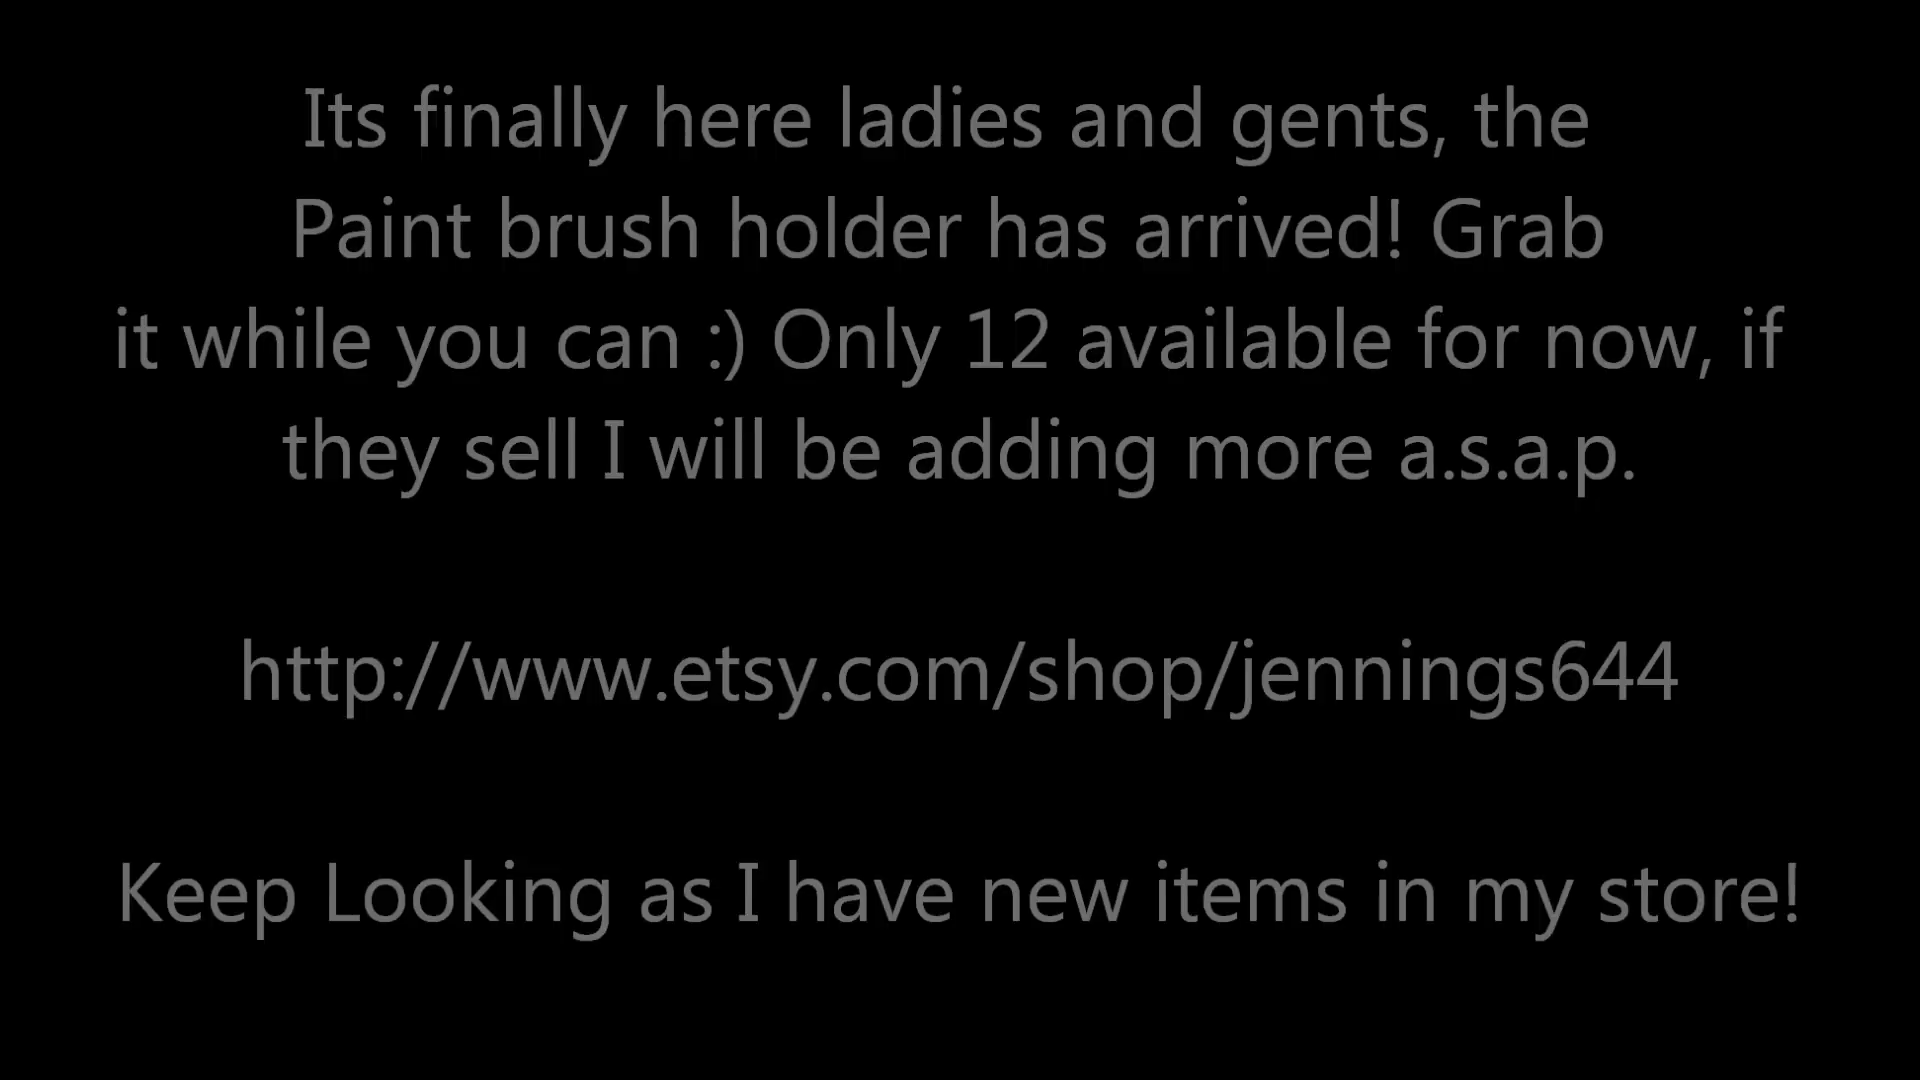 Its finally here ladies and gents, the
Paint brush holder has arrived! Grab
it while you can :) Only 12 available for now, if
they sell I will be adding more a.s.a.p.
http://www.etsy.com/shop/jennings644
Keep Looking as I have new items in my store!